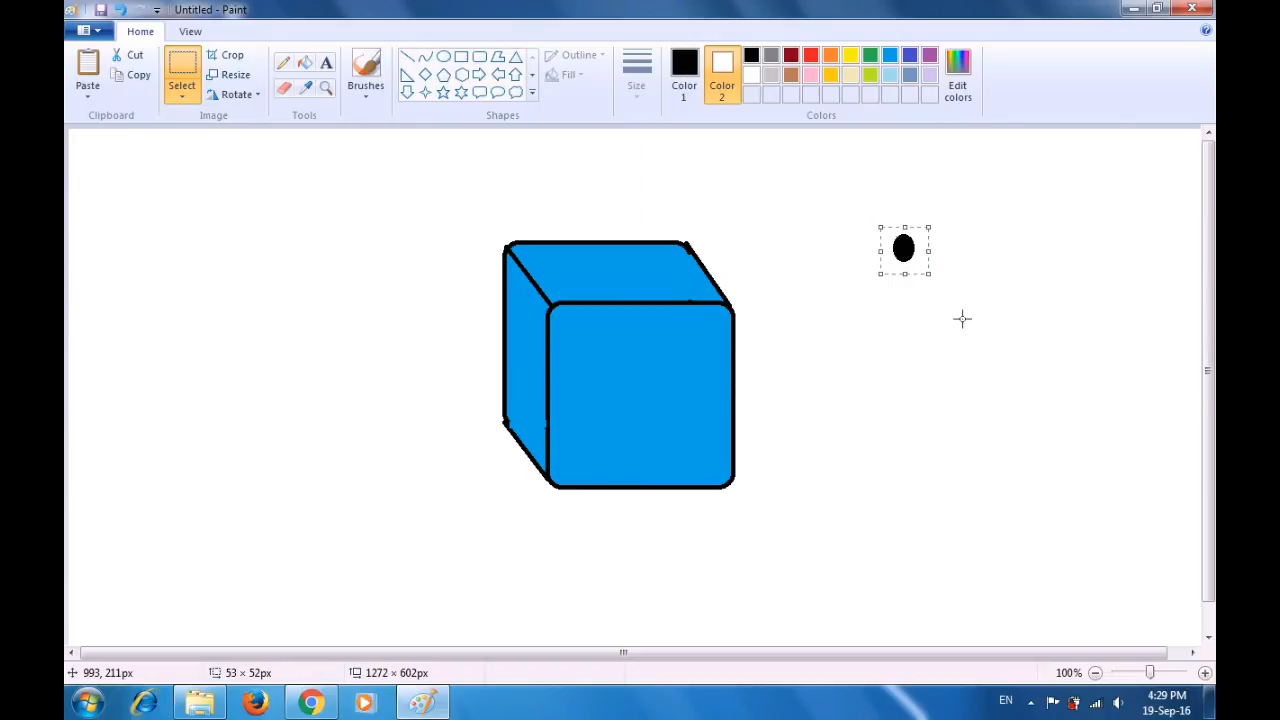 Untitled - Paint
Home View
Paste
Clipboard
Cut
Copy
Select
Crop
Resize
Rotate
Image
Tools
Brushes
Shapes
Outline
Fill
Size
Color 1
Color 2
Edit colors
Colors
993, 211px 53 × 52px 1272 × 602px 100%
EN 4:29 PM
19-Sep-16